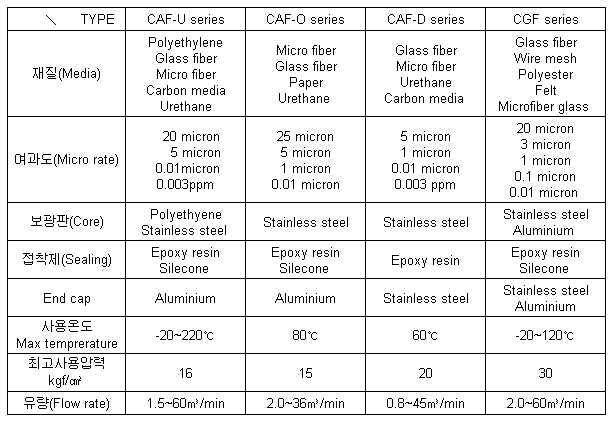 ＼ TYPE CAF-U series CAF-O series CAF-D series CGF series
재질(Media)
Polyethylene
Glass fiber
Micro fiber
Carbon media
Urethane
Micro fiber
Glass fiber
Paper
Urethane
Glass fiber
Micro fiber
Urethane
Carbon media
Glass fiber
Wire mesh
Polyester
Felt
Microfiber glass
여과도(Micro rate)
20 micron
5 micron
0.01micron
0.003ppm
25 micron
5 micron
1 micron
0.01 micron
5 micron
1 micron
0.01 micron
0.003 ppm
20 micron
3 micron
1 micron
0.1 micron
0.01 micron
보광판(Core)
Polyethyene
Stainless steel
Stainless steel
Stainless steel
Stainless steel
Aluminium
접착제(Sealing)
Epoxy resin
Silecone
Epoxy resin
Silecone
Epoxy resin
Epoxy resin
Silecone
End cap
Aluminium
Aluminium
Stainless steel
Stainless steel
Aluminium
사용온도
Max temprerature
-20~220℃
80℃
60℃
-20~120℃
최고사용압력
kgf/㎠
16
15
20
30
유량(Flow rate) 1.5~60㎥/min 2.0~36㎥/min 0.8~45㎥/min 2.0~60㎥/min